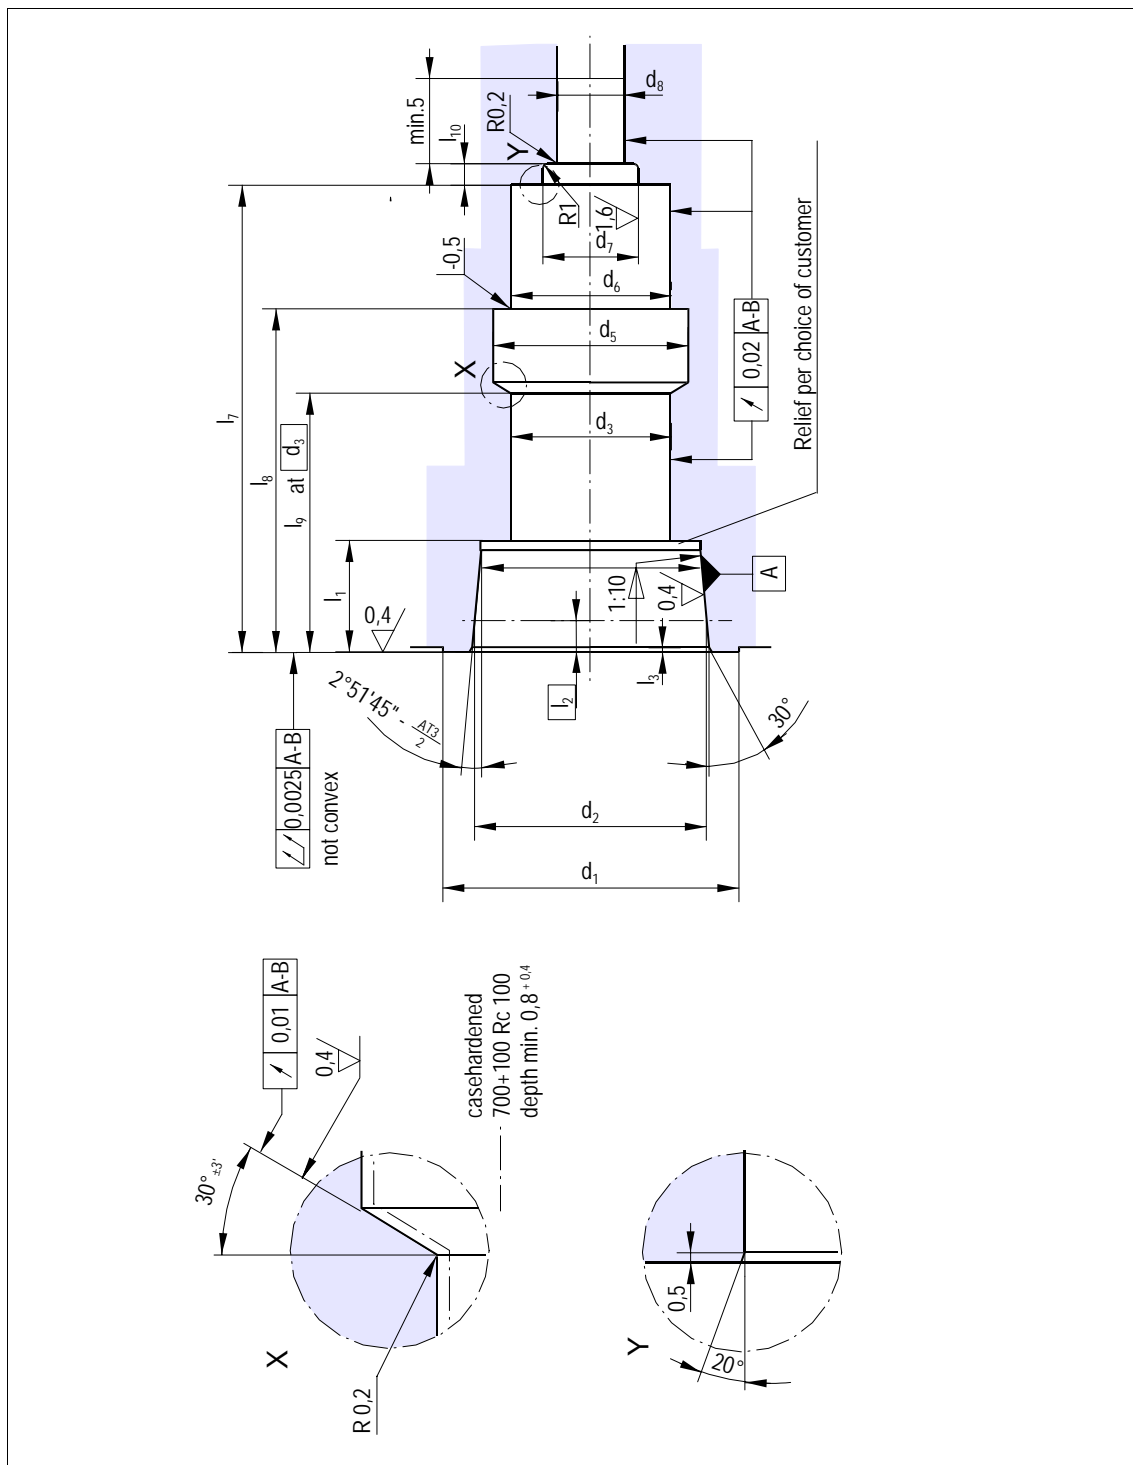 min.5
l10
R0,2
Y
d8
R1
1,6
d7
-0,5
d6
d5
X
l7
l8
l9 at d3
d3
0,02 A-B
Relief per choice of customer
l1
0,4
1:10
0,4
A
l2
l3
2°51'45" - AT3/2
30°
0,0025 A-B
not convex
d2
d1
0,01 A-B
0,4
30° ±3'
casehardened
700+100 Rc 100
depth min. 0,8 + 0,4
X
R 0,2
Y
0,5
20°